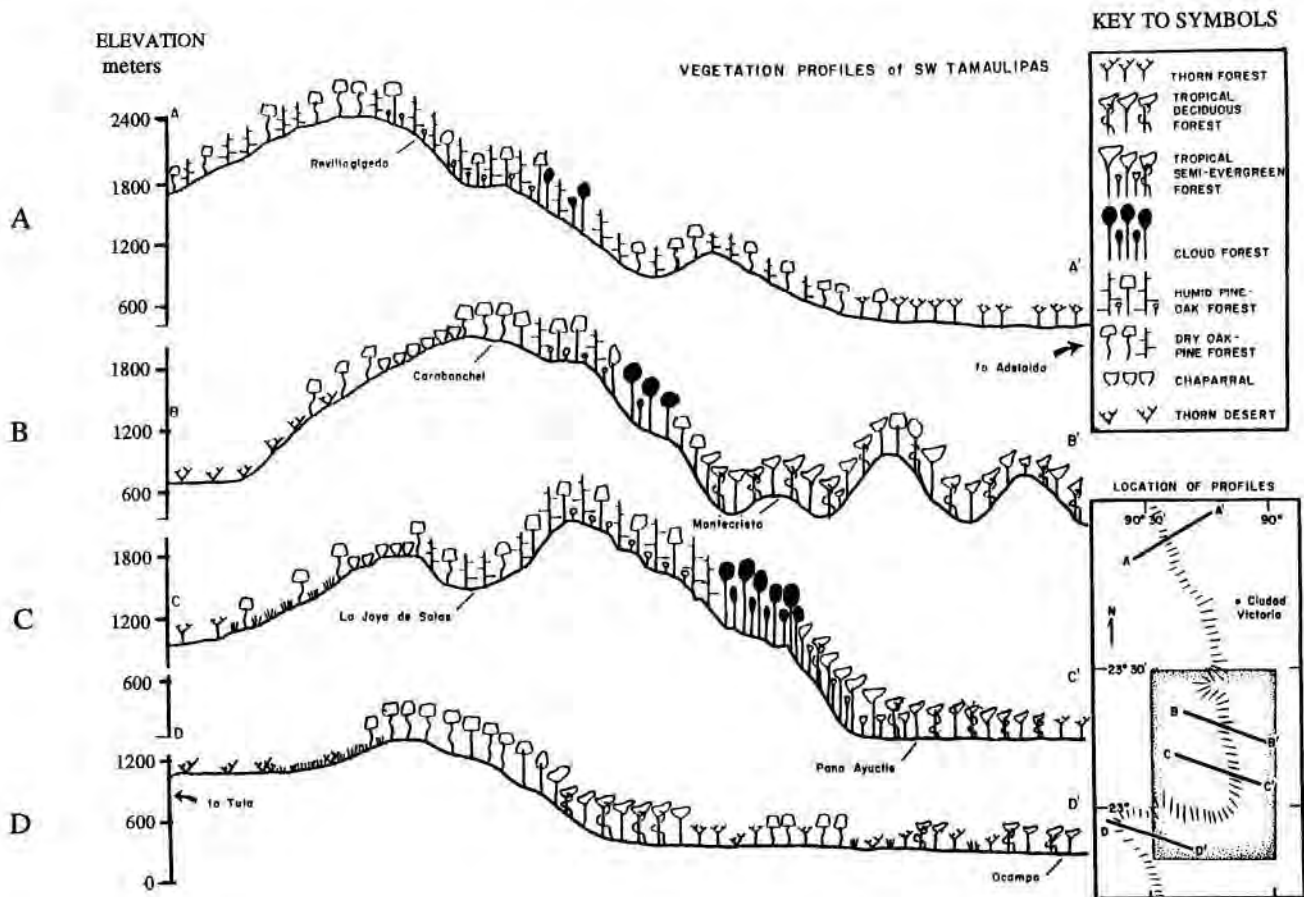 KEY TO SYMBOLS
ELEVATION
meters
VEGETATION PROFILES of SW TAMAULIPAS
THORN FOREST
TROPICAL
DECIDUOUS
FOREST
TROPICAL
SEMI-EVERGREEN
FOREST
CLOUD FOREST
HUMID PINE-
OAK FOREST
DRY OAK-
PINE FOREST
CHAPARRAL
THORN DESERT
A
2400
1800
1200
600
A
Revillagigedo
A'
to Adelaida
B
1800
1200
600
B
Carabanchel
Montecristo
B'
C
1800
1200
600
C
La Joya de Salas
Pano Ayuctle
C'
D
1200
600
0
D
to Tula
Ocampo
D'
LOCATION OF PROFILES
90° 30'
90°
A'
A
Ciudad
Victoria
N
23° 30'
B
B'
C
C'
23°
D
D'